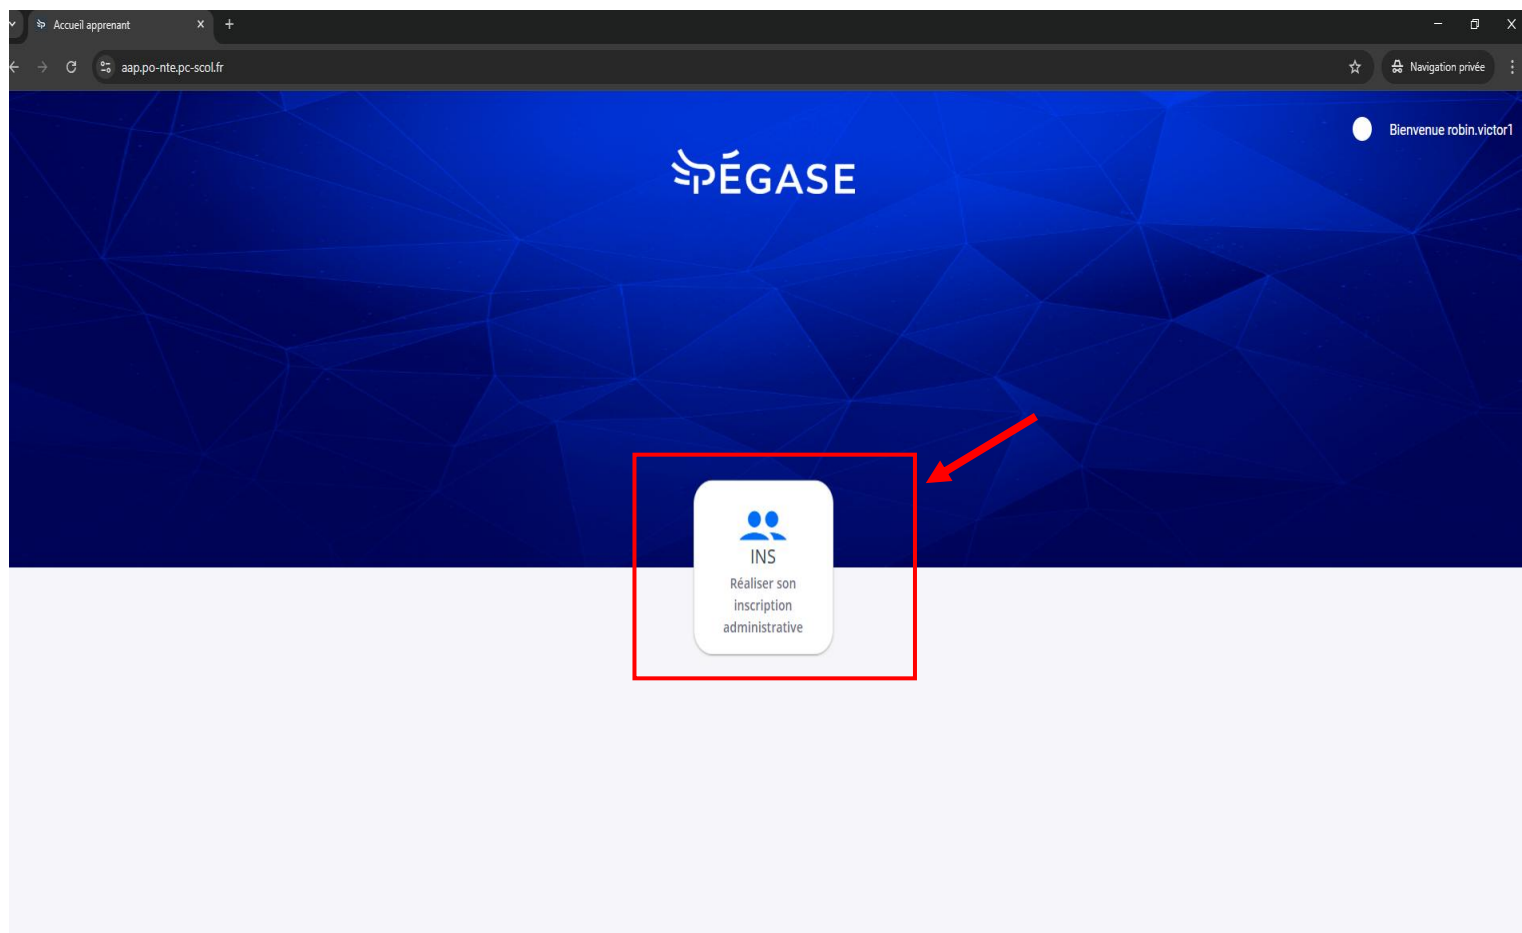 Accueil apprenant
aap.po-nte.pc-scol.fr
Navigation privée
Bienvenue robin.victor1
PÉGASE
INS
Réaliser son
inscription
administrative